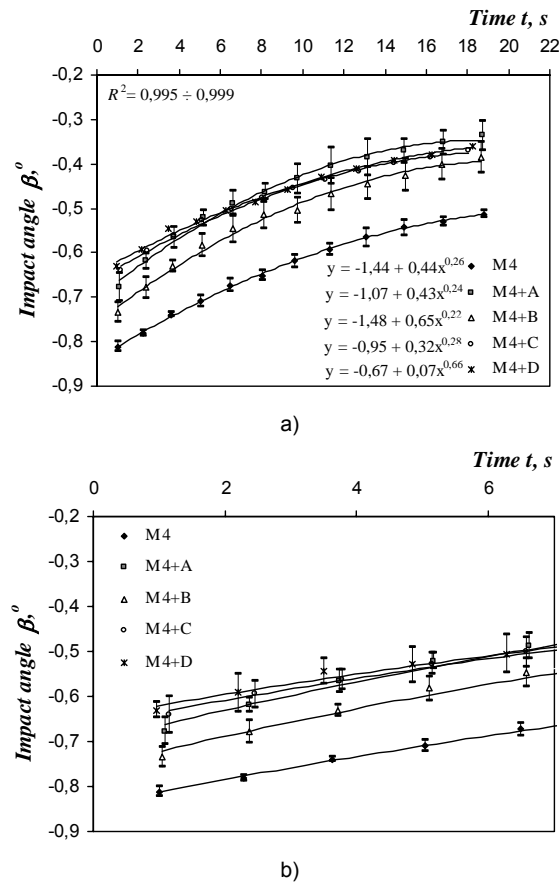 Time t, s
0 2 4 6 8 10 12 14 16 18 20 22
-0,2
R² = 0,995 ÷ 0,999
-0,3
-0,4
-0,5
-0,6
-0,7
-0,8
-0,9
Impact angle β,°
y = -1,44 + 0,44x^0,26 M4
y = -1,07 + 0,43x^0,24 M4+A
y = -1,48 + 0,65x^0,22 M4+B
y = -0,95 + 0,32x^0,28 M4+C
y = -0,67 + 0,07x^0,66 M4+D
a)
Time t, s
0 2 4 6
-0,2
-0,3
-0,4
-0,5
-0,6
-0,7
-0,8
-0,9
Impact angle β,°
M4
M4+A
M4+B
M4+C
M4+D
b)